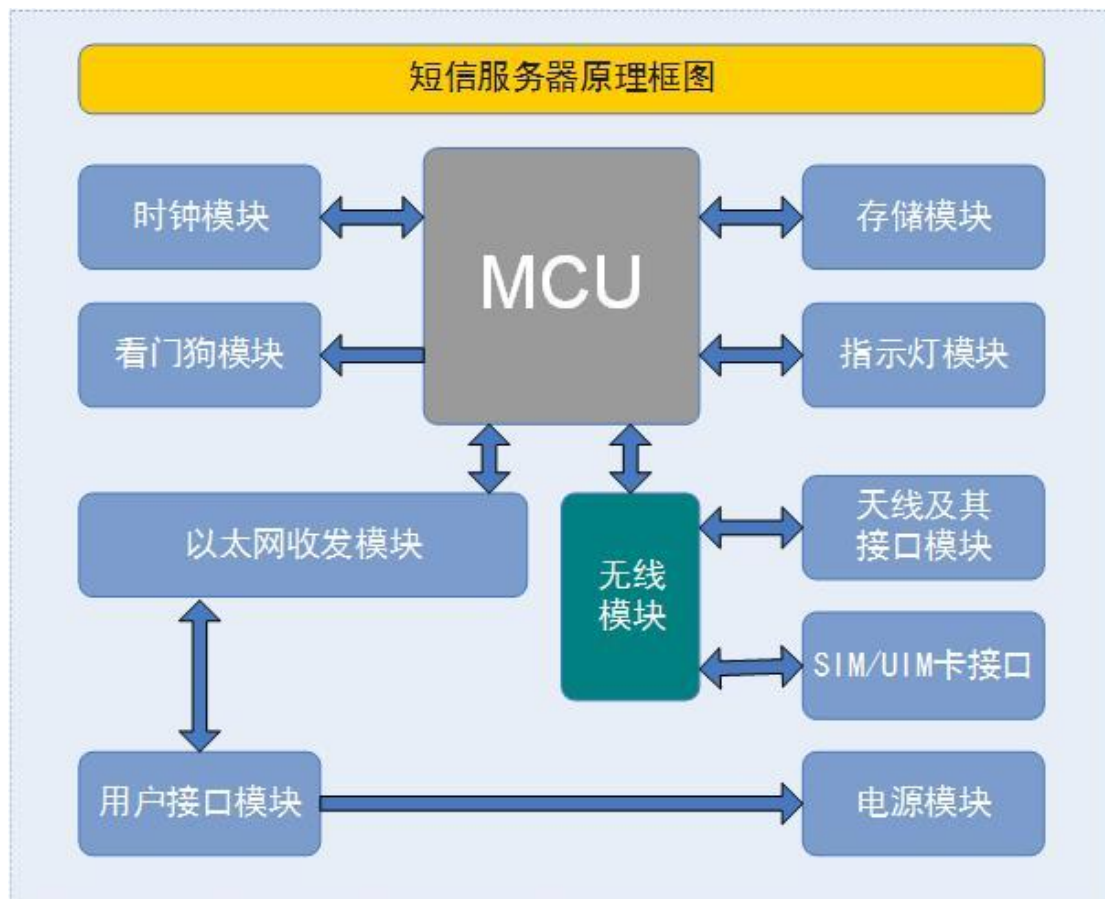 短信服务器原理框图
时钟模块
MCU
存储模块
看门狗模块
指示灯模块
以太网收发模块
无线
模块
天线及其
接口模块
SIM/UIM卡接口
用户接口模块
电源模块